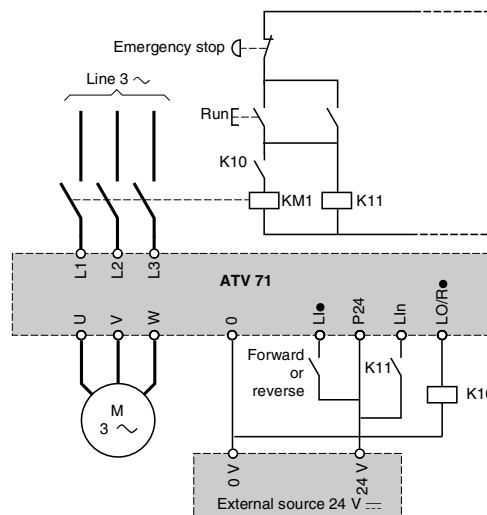 Emergency stop
Line 3 ~
Run
K10
KM1
K11
L1
L2
L3
ATV 71
U
V
W
0
LI●
P24
LIn
LO/R●
Forward
or
reverse
K11
M
3 ~
0 V
24 V
External source 24 V ⎓